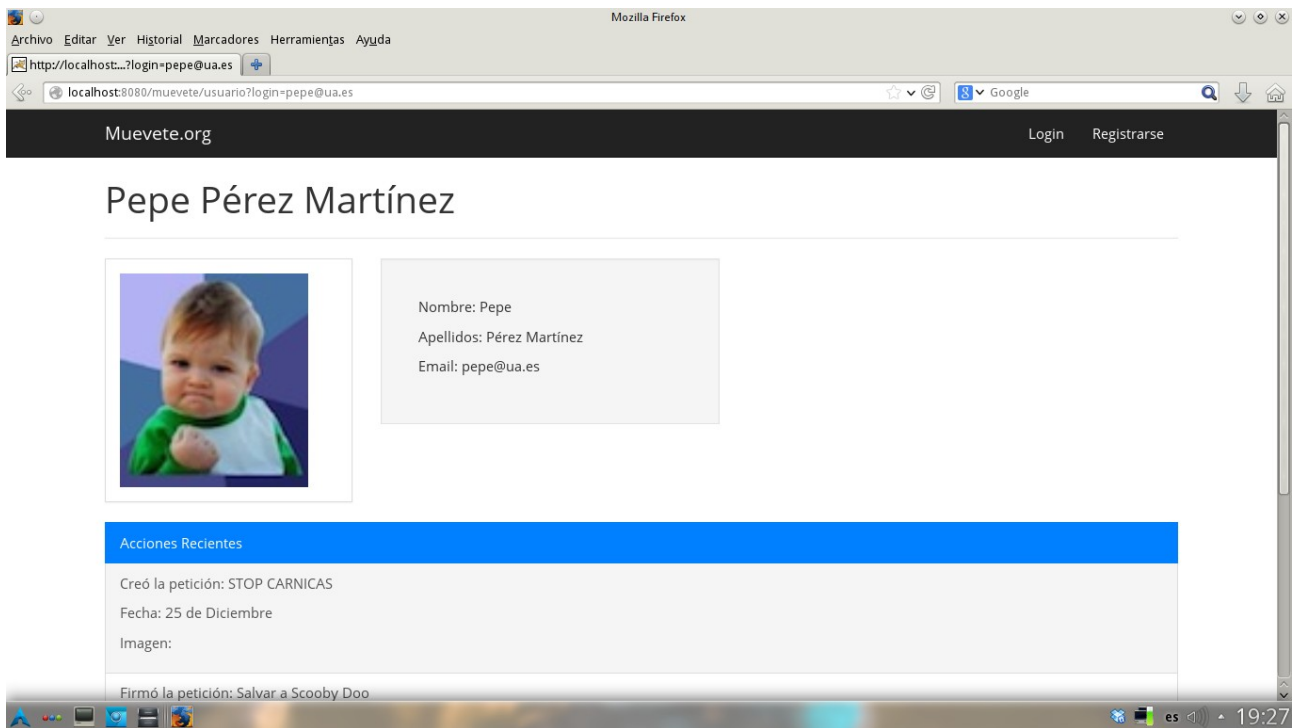 Mozilla Firefox
Archivo Editar Ver Historial Marcadores Herramientas Ayuda
http://localhost:...?login=pepe@ua.es
localhost:8080/muevete/usuario?login=pepe@ua.es
8 Google
Muevete.org
Login Registrarse
Pepe Pérez Martínez
Nombre: Pepe
Apellidos: Pérez Martínez
Email: pepe@ua.es
Acciones Recientes
Creó la petición: STOP CARNICAS
Fecha: 25 de Diciembre
Imagen:
Firmó la petición: Salvar a Scooby Doo
es 19:27